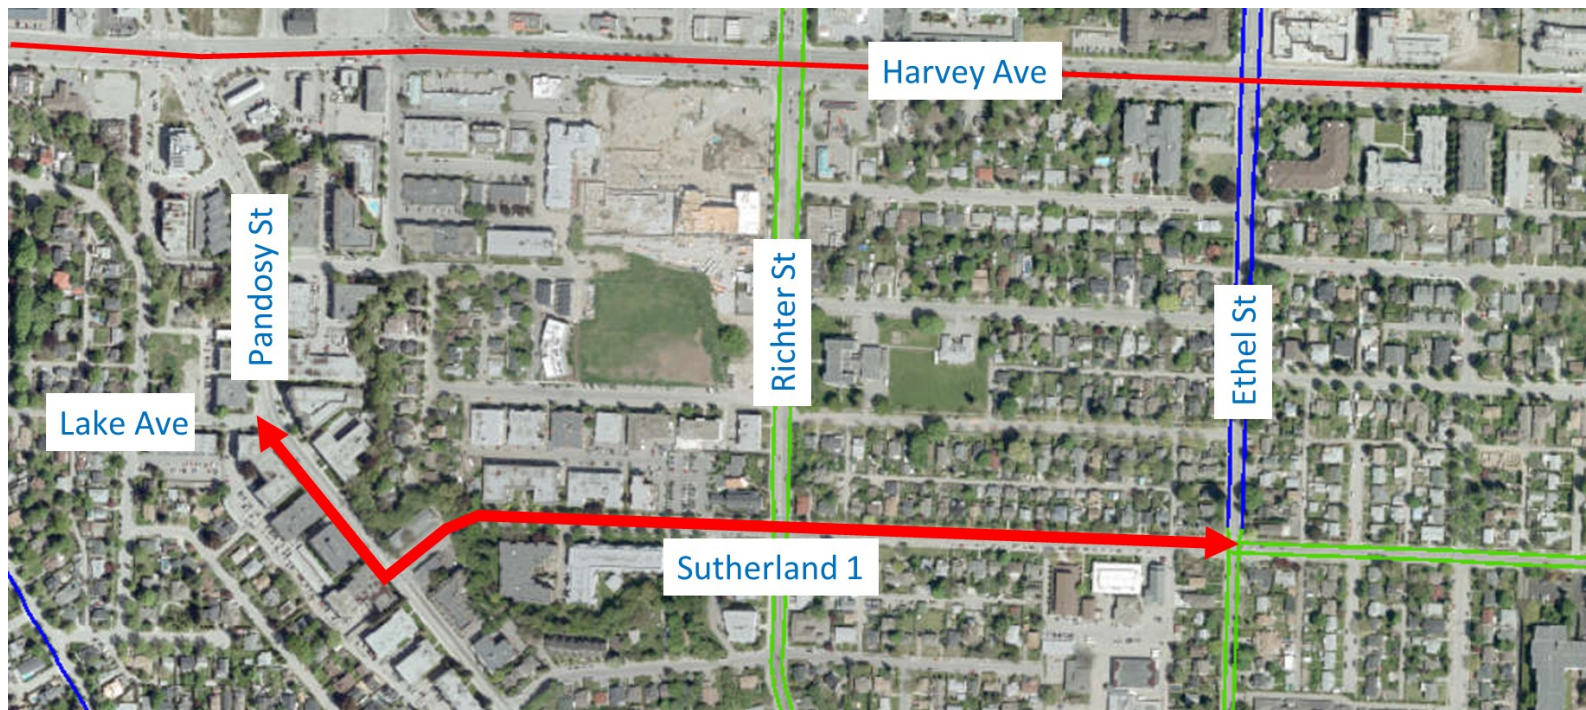 Harvey Ave
Pandosy St
Richter St
Ethel St
Lake Ave
Sutherland 1